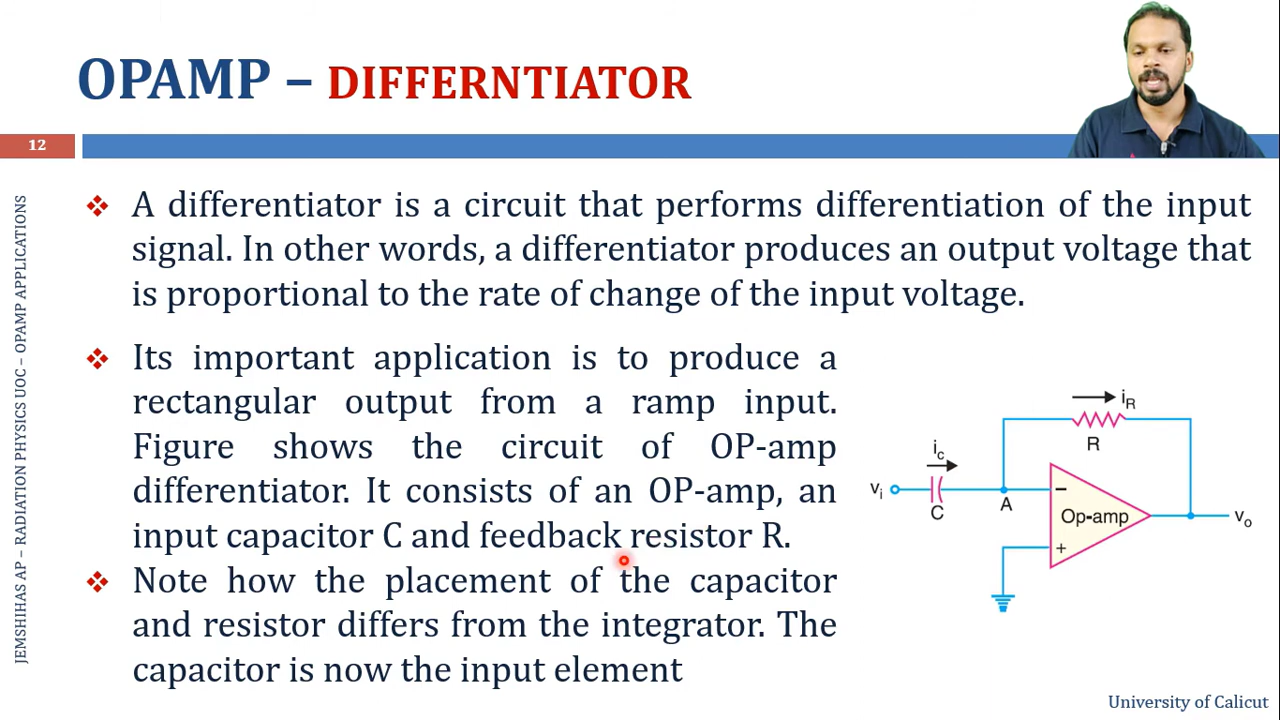 OPAMP – DIFFERNTIATOR
12
JEMSHIHAS AP – RADIATION PHYSICS UOC – OPAMP APPLICATIONS
❖ A differentiator is a circuit that performs differentiation of the input
signal. In other words, a differentiator produces an output voltage that
is proportional to the rate of change of the input voltage.
❖ Its important application is to produce a
rectangular output from a ramp input.
Figure shows the circuit of OP-amp
differentiator. It consists of an OP-amp, an
input capacitor C and feedback resistor R.
❖ Note how the placement of the capacitor
and resistor differs from the integrator. The
capacitor is now the input element
iR
R
ic
vi
C
A
−
Op-amp
+
vo
University of Calicut